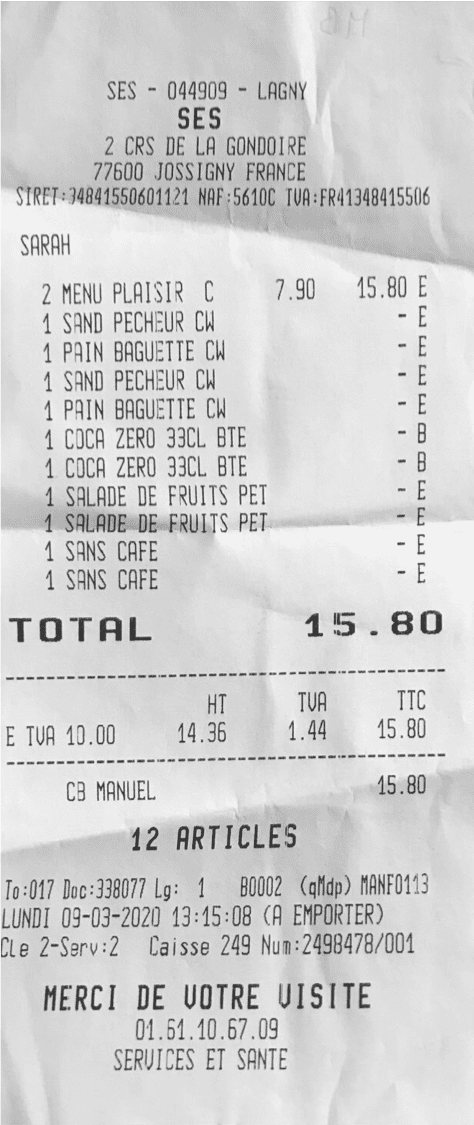 SES - 044909 - LAGNY
SES
2 CRS DE LA GONDOIRE
77600 JOSSIGNY FRANCE
SIRET:34841550601121 NAF:5610C TVA:FR41348415506
SARAH
2 MENU PLAISIR C 7.90 15.80 E
1 SAND PECHEUR CW - E
1 PAIN BAGUETTE CW - E
1 SAND PECHEUR CW - E
1 PAIN BAGUETTE CW - E
1 COCA ZERO 33CL BTE - B
1 COCA ZERO 33CL BTE - B
1 SALADE DE FRUITS PET - E
1 SALADE DE FRUITS PET - E
1 SANS CAFE - E
1 SANS CAFE - E
TOTAL 15.80
HT TVA TTC
E TVA 10.00 14.36 1.44 15.80
CB MANUEL 15.80
12 ARTICLES
To:017 Doc:338077 Lg: 1 B0002 (qMdp) MANF0113
LUNDI 09-03-2020 13:15:08 (A EMPORTER)
Cle 2-Serv:2 Caisse 249 Num:2498478/001
MERCI DE VOTRE VISITE
01.61.10.67.09
SERVICES ET SANTE